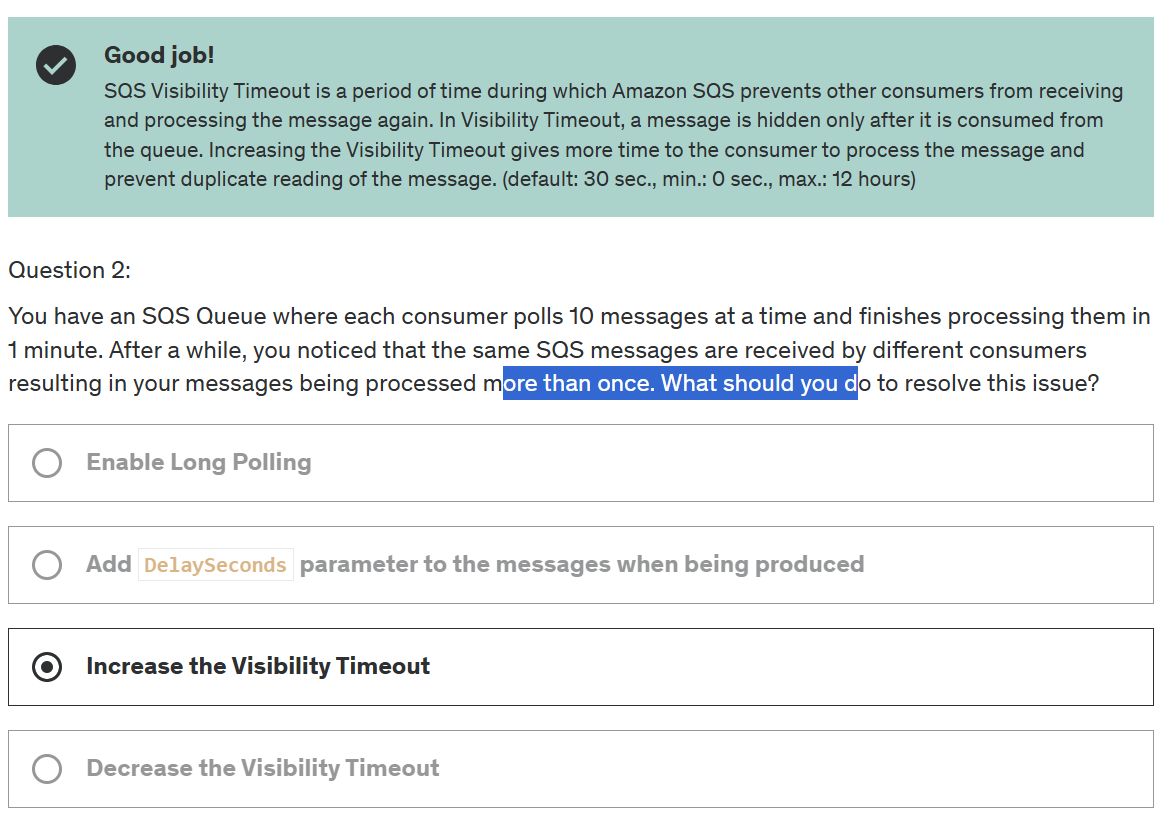 Good job!
SQS Visibility Timeout is a period of time during which Amazon SQS prevents other consumers from receiving
and processing the message again. In Visibility Timeout, a message is hidden only after it is consumed from
the queue. Increasing the Visibility Timeout gives more time to the consumer to process the message and
prevent duplicate reading of the message. (default: 30 sec., min.: 0 sec., max.: 12 hours)
Question 2:
You have an SQS Queue where each consumer polls 10 messages at a time and finishes processing them in
1 minute. After a while, you noticed that the same SQS messages are received by different consumers
resulting in your messages being processed more than once. What should you do to resolve this issue?
Enable Long Polling
Add DelaySeconds parameter to the messages when being produced
Increase the Visibility Timeout
Decrease the Visibility Timeout